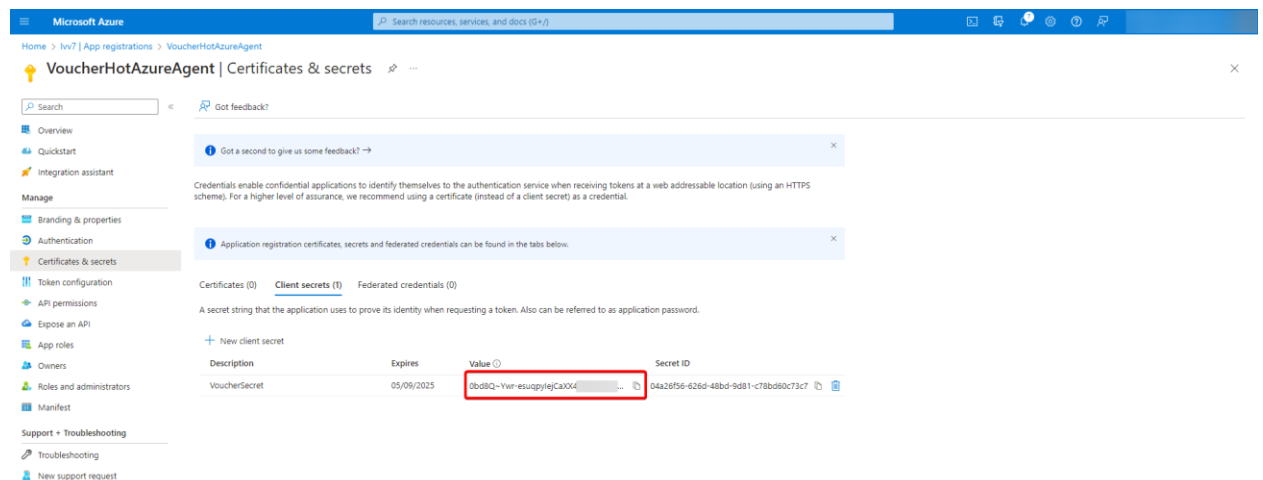 Microsoft Azure
Search resources, services, and docs (G+/)
Home > lvv7 | App registrations > VoucherHotAzureAgent
VoucherHotAzureAgent | Certificates & secrets
Search
Got feedback?
Overview
Quickstart
Integration assistant
Manage
Branding & properties
Authentication
Certificates & secrets
Token configuration
API permissions
Expose an API
App roles
Owners
Roles and administrators
Manifest
Support + Troubleshooting
Troubleshooting
New support request
Got a second to give us some feedback? →
Credentials enable confidential applications to identify themselves to the authentication service when receiving tokens at a web addressable location (using an HTTPS
scheme). For a higher level of assurance, we recommend using a certificate (instead of a client secret) as a credential.
Application registration certificates, secrets and federated credentials can be found in the tabs below.
Certificates (0) Client secrets (1) Federated credentials (0)
A secret string that the application uses to prove its identity when requesting a token. Also can be referred to as application password.
New client secret
Description Expires Value Secret ID
VoucherSecret 05/09/2025 0bd8Q~Ywr-esuqpylejCaXX4 ... 04a26f56-626d-48bd-9d81-c78bd60c73c7